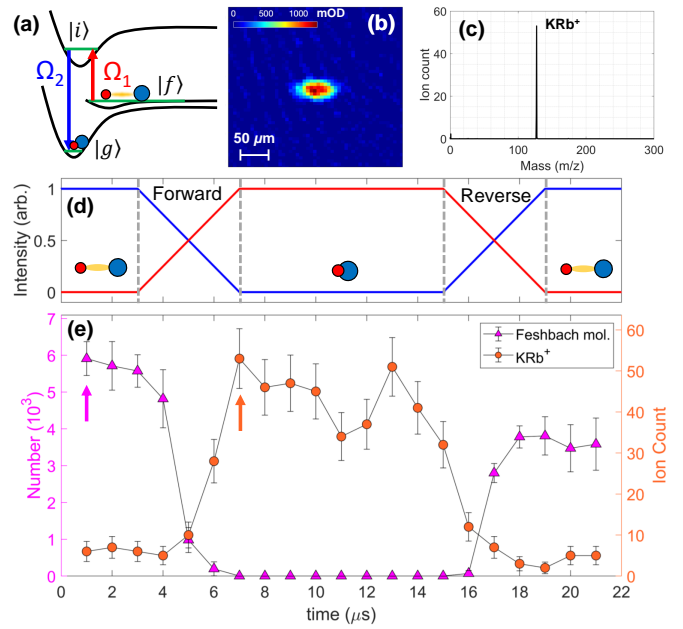 (a)
|i⟩
Ω₂
Ω₁
|f⟩
|g⟩
0 500 1000 mOD
(b)
50 μm
(c)
KRb⁺
Ion count
60
40
20
0
0 100 200 300
Mass (m/z)
(d)
Forward
Reverse
Intensity (arb.)
1
0.5
0
(e)
Feshbach mol.
KRb⁺
Number (10³)
7
6
5
4
3
2
1
0
Ion Count
60
50
40
30
20
10
0
0 2 4 6 8 10 12 14 16 18 20 22
time (μs)